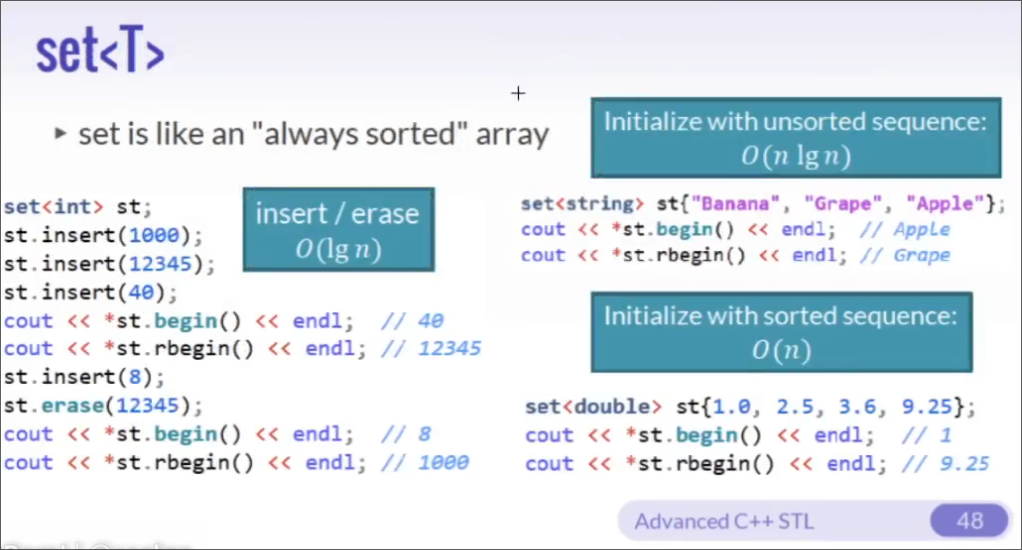 set<T>
▸ set is like an "always sorted" array
set<int> st;
st.insert(1000);
st.insert(12345);
st.insert(40);
cout << *st.begin() << endl;  // 40
cout << *st.rbegin() << endl; // 12345
st.insert(8);
st.erase(12345);
cout << *st.begin() << endl;  // 8
cout << *st.rbegin() << endl; // 1000
insert / erase
O(lg n)
Initialize with unsorted sequence:
O(n lg n)
set<string> st{"Banana", "Grape", "Apple"};
cout << *st.begin() << endl;  // Apple
cout << *st.rbegin() << endl; // Grape
Initialize with sorted sequence:
O(n)
set<double> st{1.0, 2.5, 3.6, 9.25};
cout << *st.begin() << endl;  // 1
cout << *st.rbegin() << endl; // 9.25
Advanced C++ STL 48